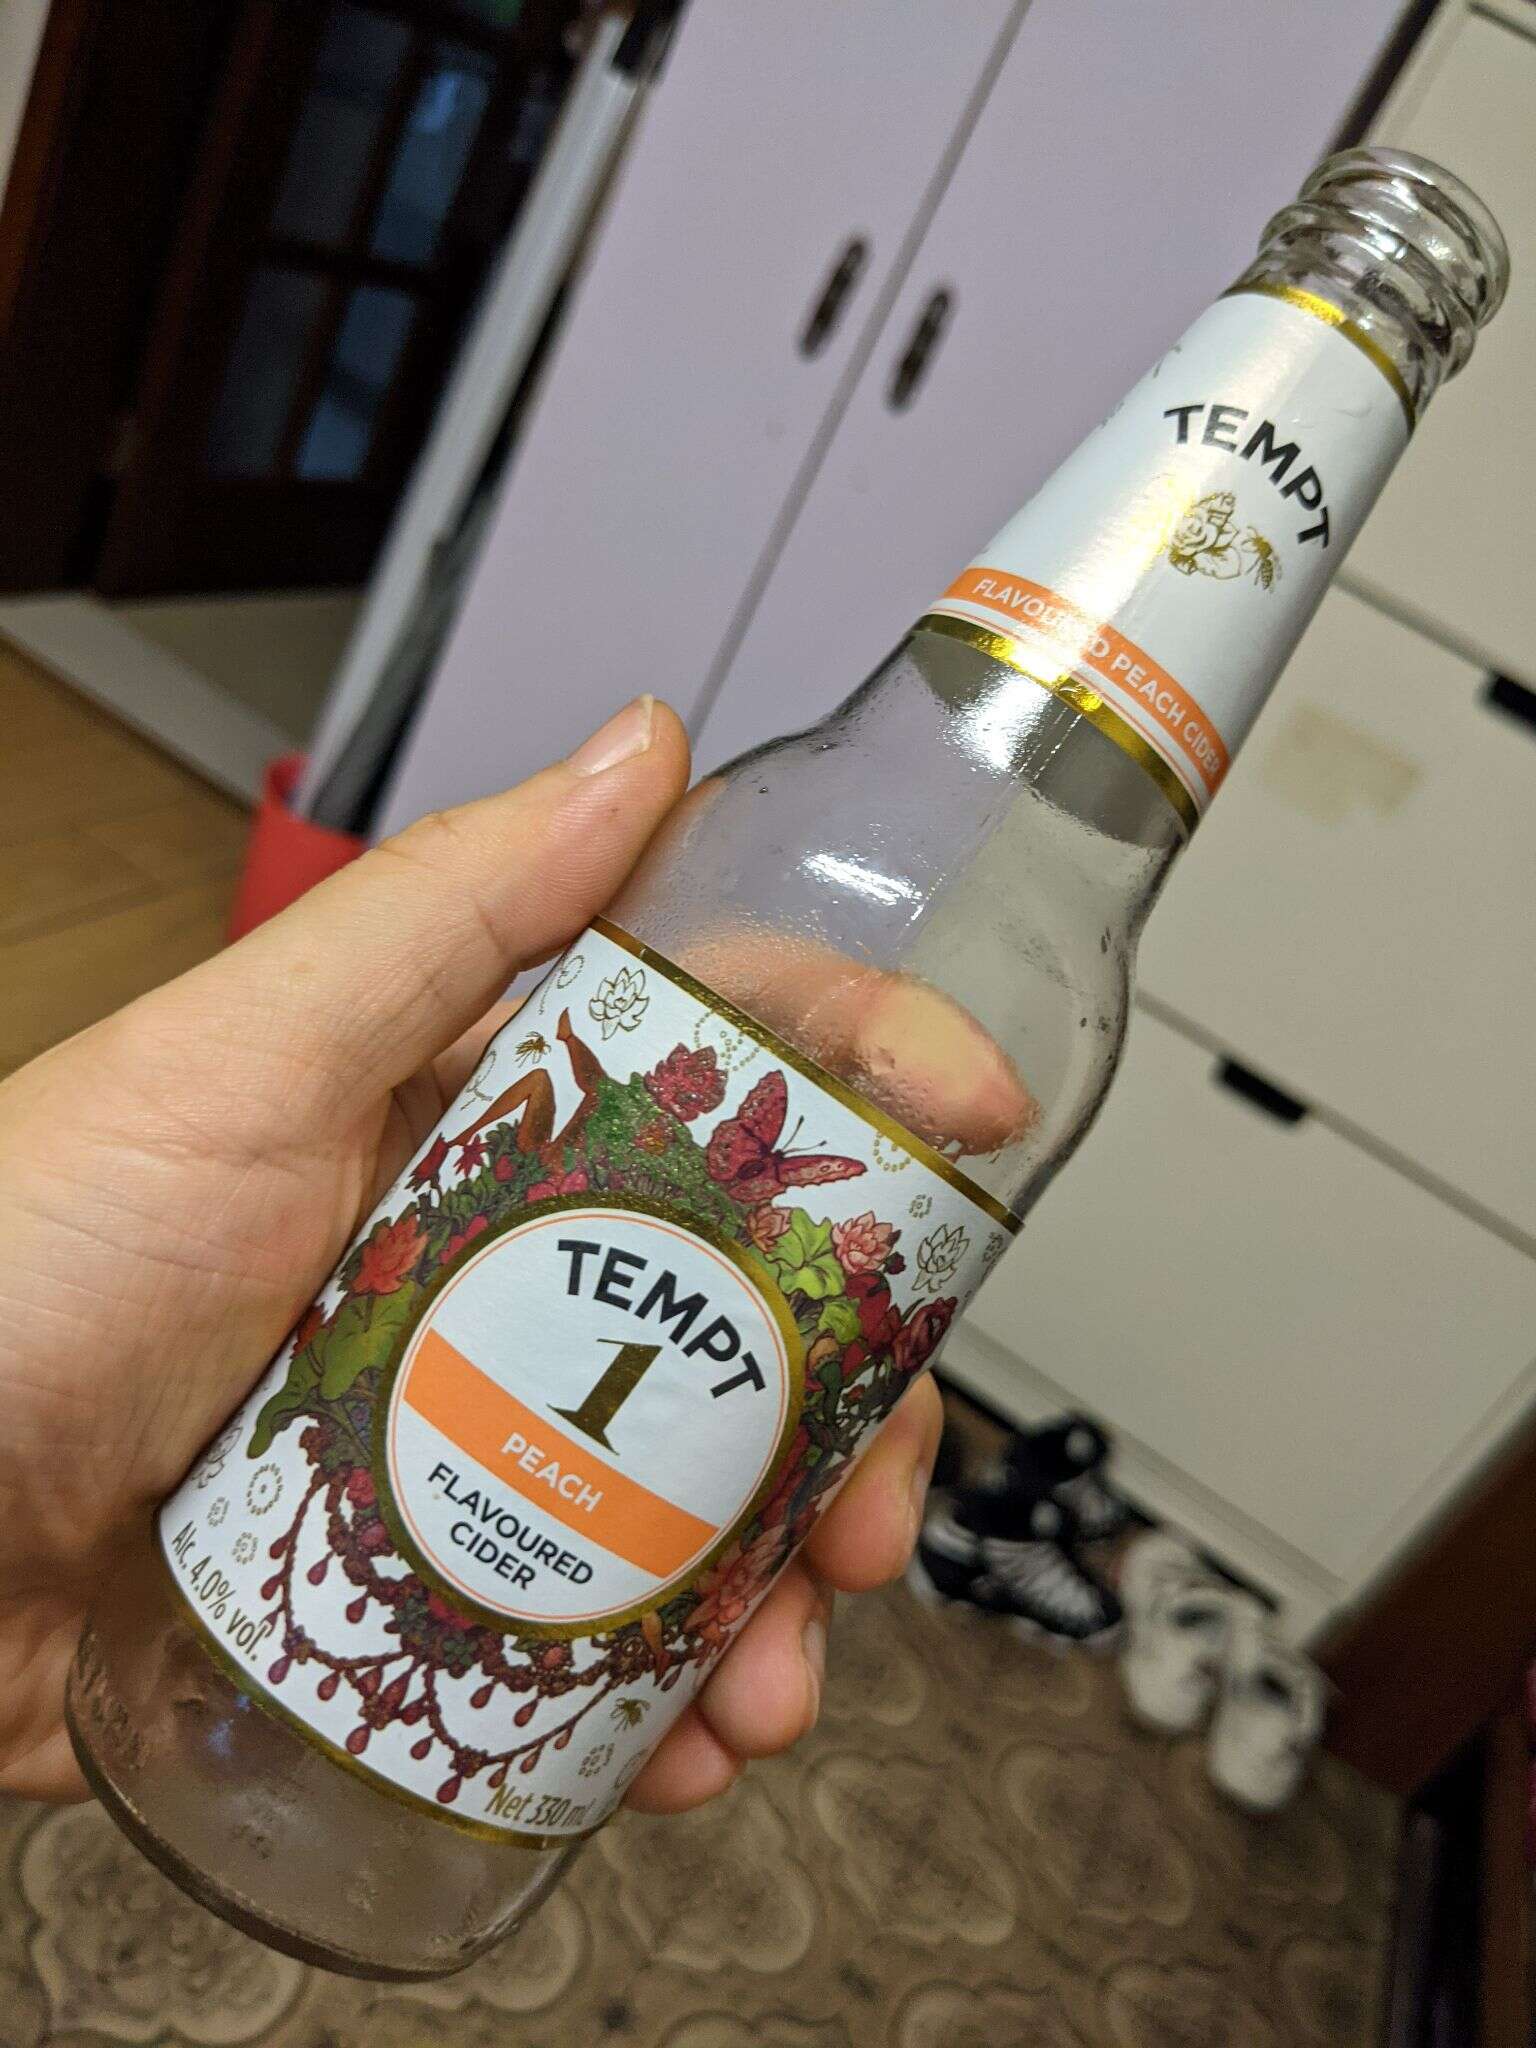 TEMPT
FLAVOURED PEACH CIDER
TEMPT
1
PEACH
FLAVOURED
CIDER
Alc. 4.0% vol.
Net 330 ml